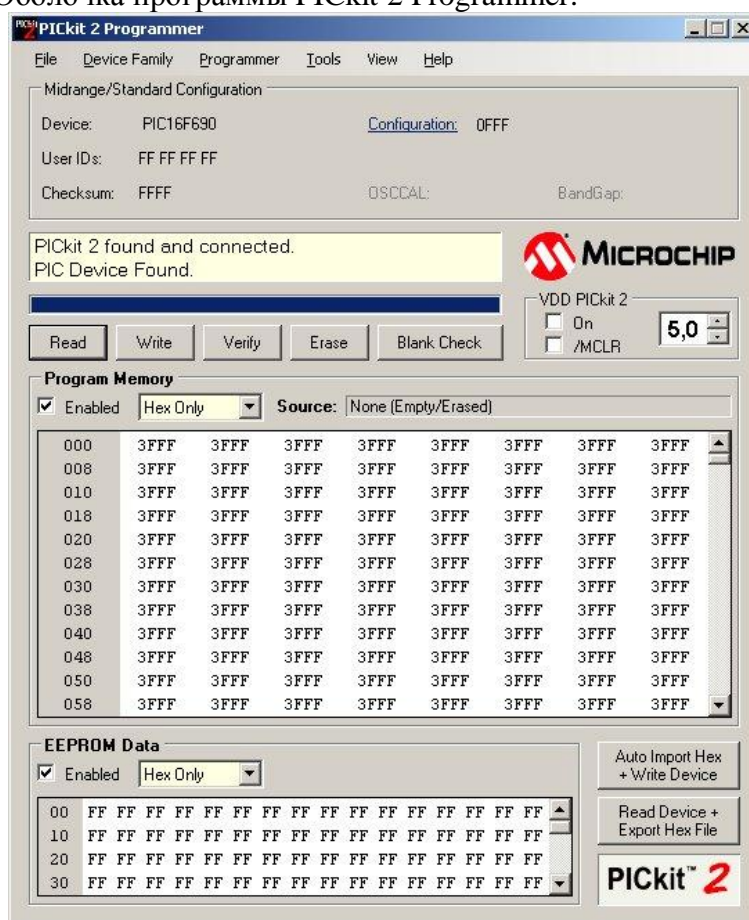 Оболочка программы PICkit 2 Programmer.
PICkit 2 Programmer
File Device Family Programmer Tools View Help
Midrange/Standard Configuration
Device: PIC16F690 Configuration: 0FFF
User IDs: FF FF FF FF
Checksum: FFFF OSCCAL: BandGap:
PICkit 2 found and connected.
PIC Device Found.
MICROCHIP
VDD PICkit 2
On
/MCLR
5,0
Read Write Verify Erase Blank Check
Program Memory
Enabled Hex Only Source: None (Empty/Erased)
000 3FFF 3FFF 3FFF 3FFF 3FFF 3FFF 3FFF 3FFF
008 3FFF 3FFF 3FFF 3FFF 3FFF 3FFF 3FFF 3FFF
010 3FFF 3FFF 3FFF 3FFF 3FFF 3FFF 3FFF 3FFF
018 3FFF 3FFF 3FFF 3FFF 3FFF 3FFF 3FFF 3FFF
020 3FFF 3FFF 3FFF 3FFF 3FFF 3FFF 3FFF 3FFF
028 3FFF 3FFF 3FFF 3FFF 3FFF 3FFF 3FFF 3FFF
030 3FFF 3FFF 3FFF 3FFF 3FFF 3FFF 3FFF 3FFF
038 3FFF 3FFF 3FFF 3FFF 3FFF 3FFF 3FFF 3FFF
040 3FFF 3FFF 3FFF 3FFF 3FFF 3FFF 3FFF 3FFF
048 3FFF 3FFF 3FFF 3FFF 3FFF 3FFF 3FFF 3FFF
050 3FFF 3FFF 3FFF 3FFF 3FFF 3FFF 3FFF 3FFF
058 3FFF 3FFF 3FFF 3FFF 3FFF 3FFF 3FFF 3FFF
EEPROM Data
Enabled Hex Only
00 FF FF FF FF FF FF FF FF FF FF FF FF FF FF FF FF
10 FF FF FF FF FF FF FF FF FF FF FF FF FF FF FF FF
20 FF FF FF FF FF FF FF FF FF FF FF FF FF FF FF FF
30 FF FF FF FF FF FF FF FF FF FF FF FF FF FF FF FF
Auto Import Hex
+ Write Device
Read Device +
Export Hex File
PICkit™ 2